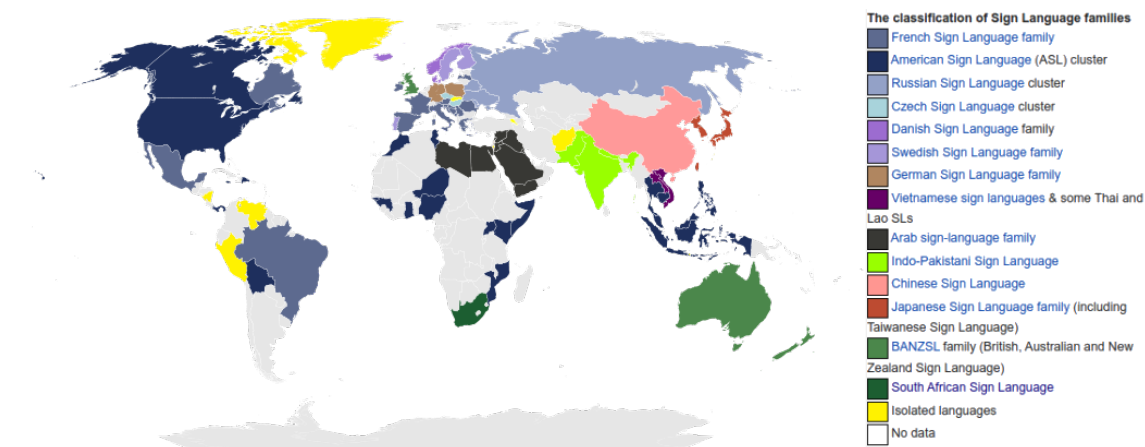 The classification of Sign Language families
French Sign Language family
American Sign Language (ASL) cluster
Russian Sign Language cluster
Czech Sign Language cluster
Danish Sign Language family
Swedish Sign Language family
German Sign Language family
Vietnamese sign languages & some Thai and
Lao SLs
Arab sign-language family
Indo-Pakistani Sign Language
Chinese Sign Language
Japanese Sign Language family (including
Taiwanese Sign Language)
BANZSL family (British, Australian and New
Zealand Sign Language)
South African Sign Language
Isolated languages
No data